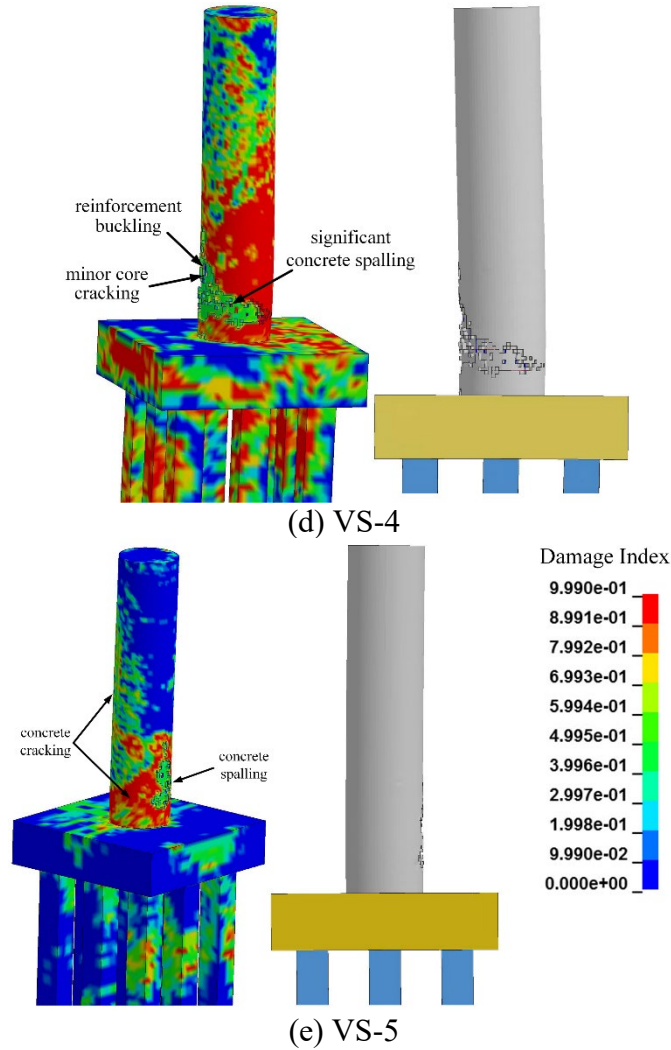 reinforcement
buckling
minor core
cracking
significant
concrete spalling
(d) VS-4
Damage Index
9.990e-01
8.991e-01
7.992e-01
6.993e-01
5.994e-01
4.995e-01
3.996e-01
2.997e-01
1.998e-01
9.990e-02
0.000e+00
concrete
cracking
concrete
spalling
(e) VS-5